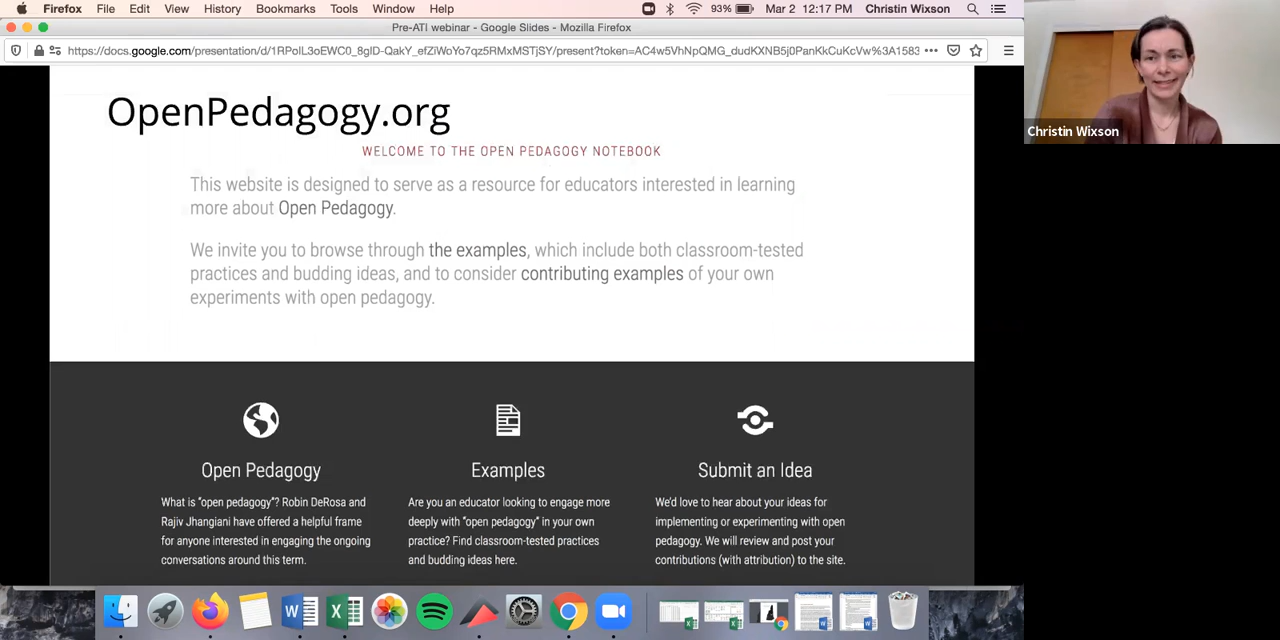 Firefox File Edit View History Bookmarks Tools Window Help 93% Mar 2 12:17 PM Christin Wixson
Pre-ATI webinar - Google Slides - Mozilla Firefox
Christin Wixson
OpenPedagogy.org
WELCOME TO THE OPEN PEDAGOGY NOTEBOOK
This website is designed to serve as a resource for educators interested in learning
more about Open Pedagogy.
We invite you to browse through the examples, which include both classroom-tested
practices and budding ideas, and to consider contributing examples of your own
experiments with open pedagogy.
Open Pedagogy
What is "open pedagogy"? Robin DeRosa and
Rajiv Jhangiani have offered a helpful frame
for anyone interested in engaging the ongoing
conversations around this term.
Examples
Are you an educator looking to engage more
deeply with "open pedagogy" in your own
practice? Find classroom-tested practices
and budding ideas here.
Submit an Idea
We'd love to hear about your ideas for
implementing or experimenting with open
pedagogy. We will review and post your
contributions (with attribution) to the site.